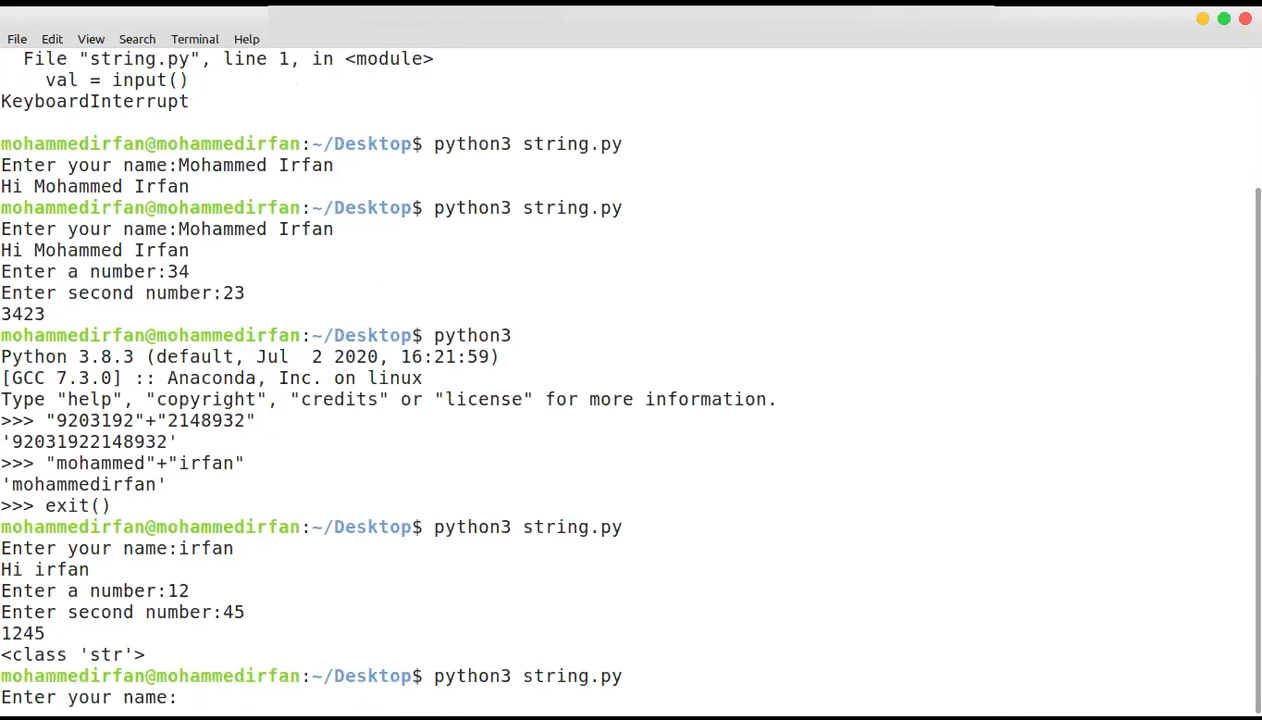 File Edit View Search Terminal Help
File "string.py", line 1, in <module>
val = input()
KeyboardInterrupt
mohammedirfan@mohammedirfan:~/Desktop$ python3 string.py
Enter your name:Mohammed Irfan
Hi Mohammed Irfan
mohammedirfan@mohammedirfan:~/Desktop$ python3 string.py
Enter your name:Mohammed Irfan
Hi Mohammed Irfan
Enter a number:34
Enter second number:23
3423
mohammedirfan@mohammedirfan:~/Desktop$ python3
Python 3.8.3 (default, Jul  2 2020, 16:21:59)
[GCC 7.3.0] :: Anaconda, Inc. on linux
Type "help", "copyright", "credits" or "license" for more information.
>>> "9203192"+"2148932"
'92031922148932'
>>> "mohammed"+"irfan"
'mohammedirfan'
>>> exit()
mohammedirfan@mohammedirfan:~/Desktop$ python3 string.py
Enter your name:irfan
Hi irfan
Enter a number:12
Enter second number:45
1245
<class 'str'>
mohammedirfan@mohammedirfan:~/Desktop$ python3 string.py
Enter your name: